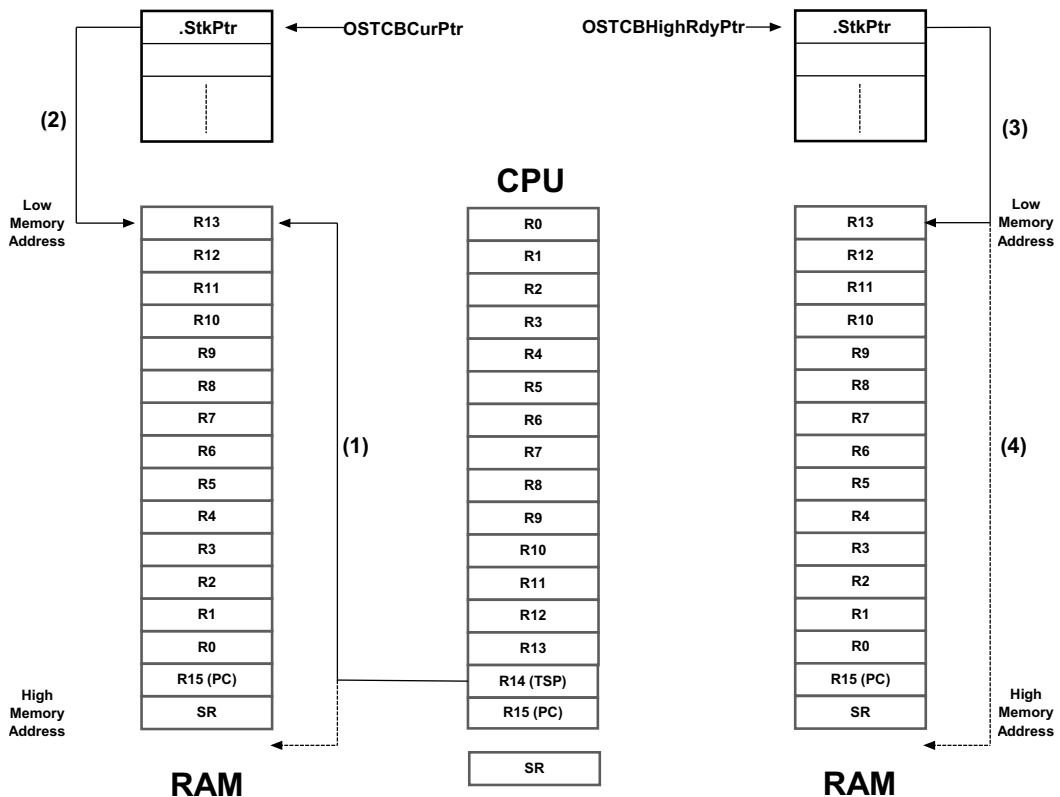 .StkPtr
OSTCBCurPtr
OSTCBHighRdyPtr
.StkPtr
(2)
(3)
CPU
Low
Memory
Address
R13
R12
R11
R10
R9
R8
R7
R6
R5
R4
R3
R2
R1
R0
R15 (PC)
SR
High
Memory
Address
RAM
(1)
R0
R1
R2
R3
R4
R5
R6
R7
R8
R9
R10
R11
R12
R13
R14 (TSP)
R15 (PC)
SR
R13
R12
R11
R10
R9
R8
R7
R6
R5
R4
R3
R2
R1
R0
R15 (PC)
SR
RAM
Low
Memory
Address
(4)
High
Memory
Address